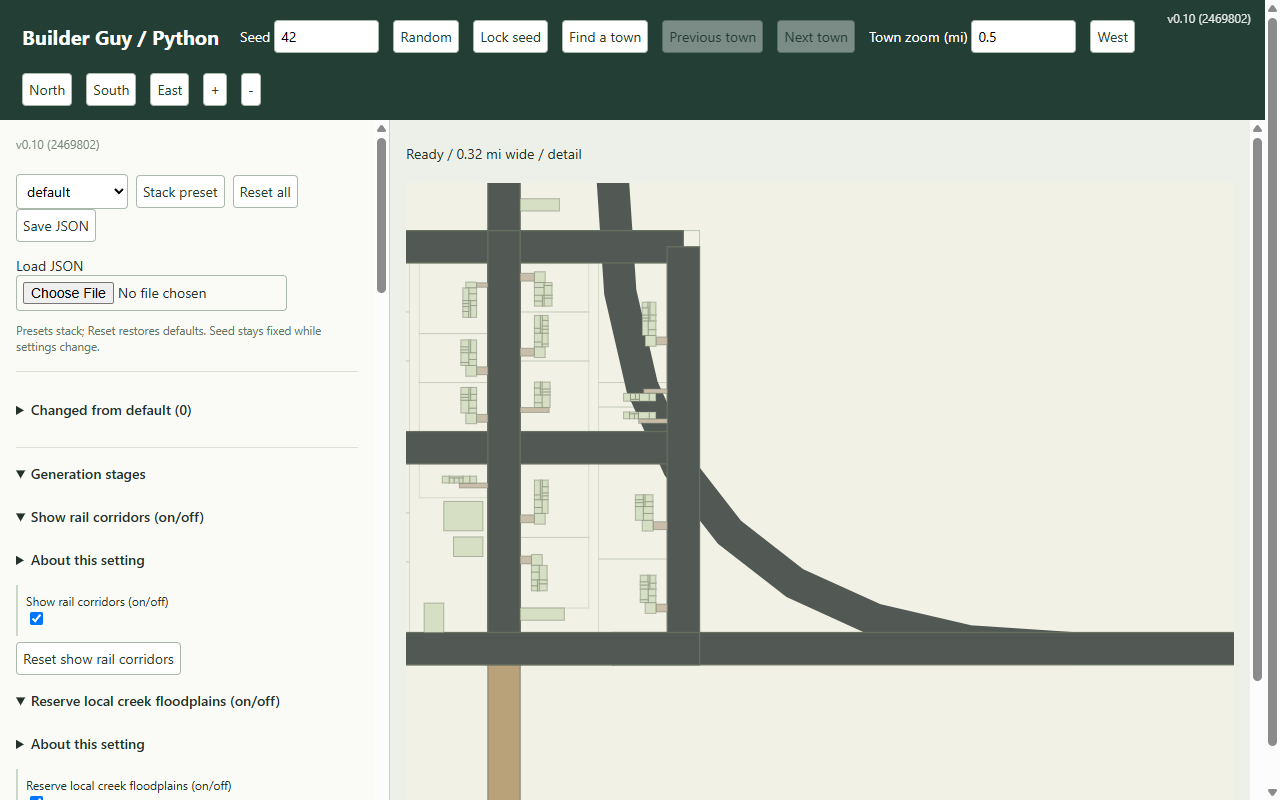 Builder Guy / Python Seed 42 Random Lock seed Find a town Previous town Next town Town zoom (mi) 0.5 West v0.10 (2469802)
North South East + -
v0.10 (2469802)
default Stack preset Reset all
Save JSON
Load JSON
Choose File No file chosen
Presets stack; Reset restores defaults. Seed stays fixed while
settings change.
Changed from default (0)
Generation stages
Show rail corridors (on/off)
About this setting
Show rail corridors (on/off)
Reset show rail corridors
Reserve local creek floodplains (on/off)
About this setting
Reserve local creek floodplains (on/off)
Ready / 0.32 mi wide / detail